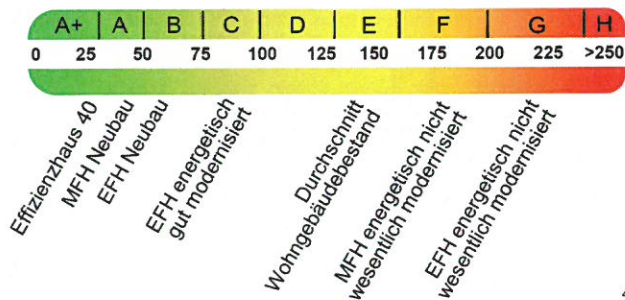 A+ A B C D E F G H
0 25 50 75 100 125 150 175 200 225 >250
Effizienzhaus 40
MFH Neubau
EFH Neubau
EFH energetisch
gut modernisiert
Durchschnitt
Wohngebäudebestand
MFH energetisch nicht
wesentlich modernisiert
EFH energetisch nicht
wesentlich modernisiert